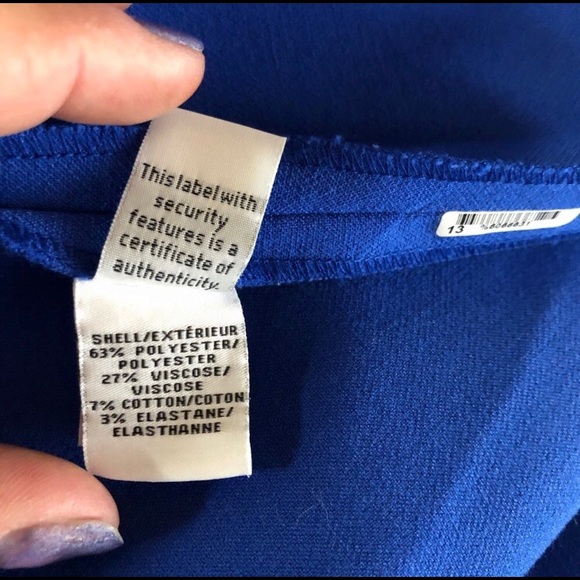 This label with
security
features is a
certificate of
authenticity.
SHELL/EXTÉRIEUR
63% POLYESTER/
POLYESTER
27% VISCOSE/
VISCOSE
7% COTTON/COTON
3% ELASTANE/
ELASTHANNE
13